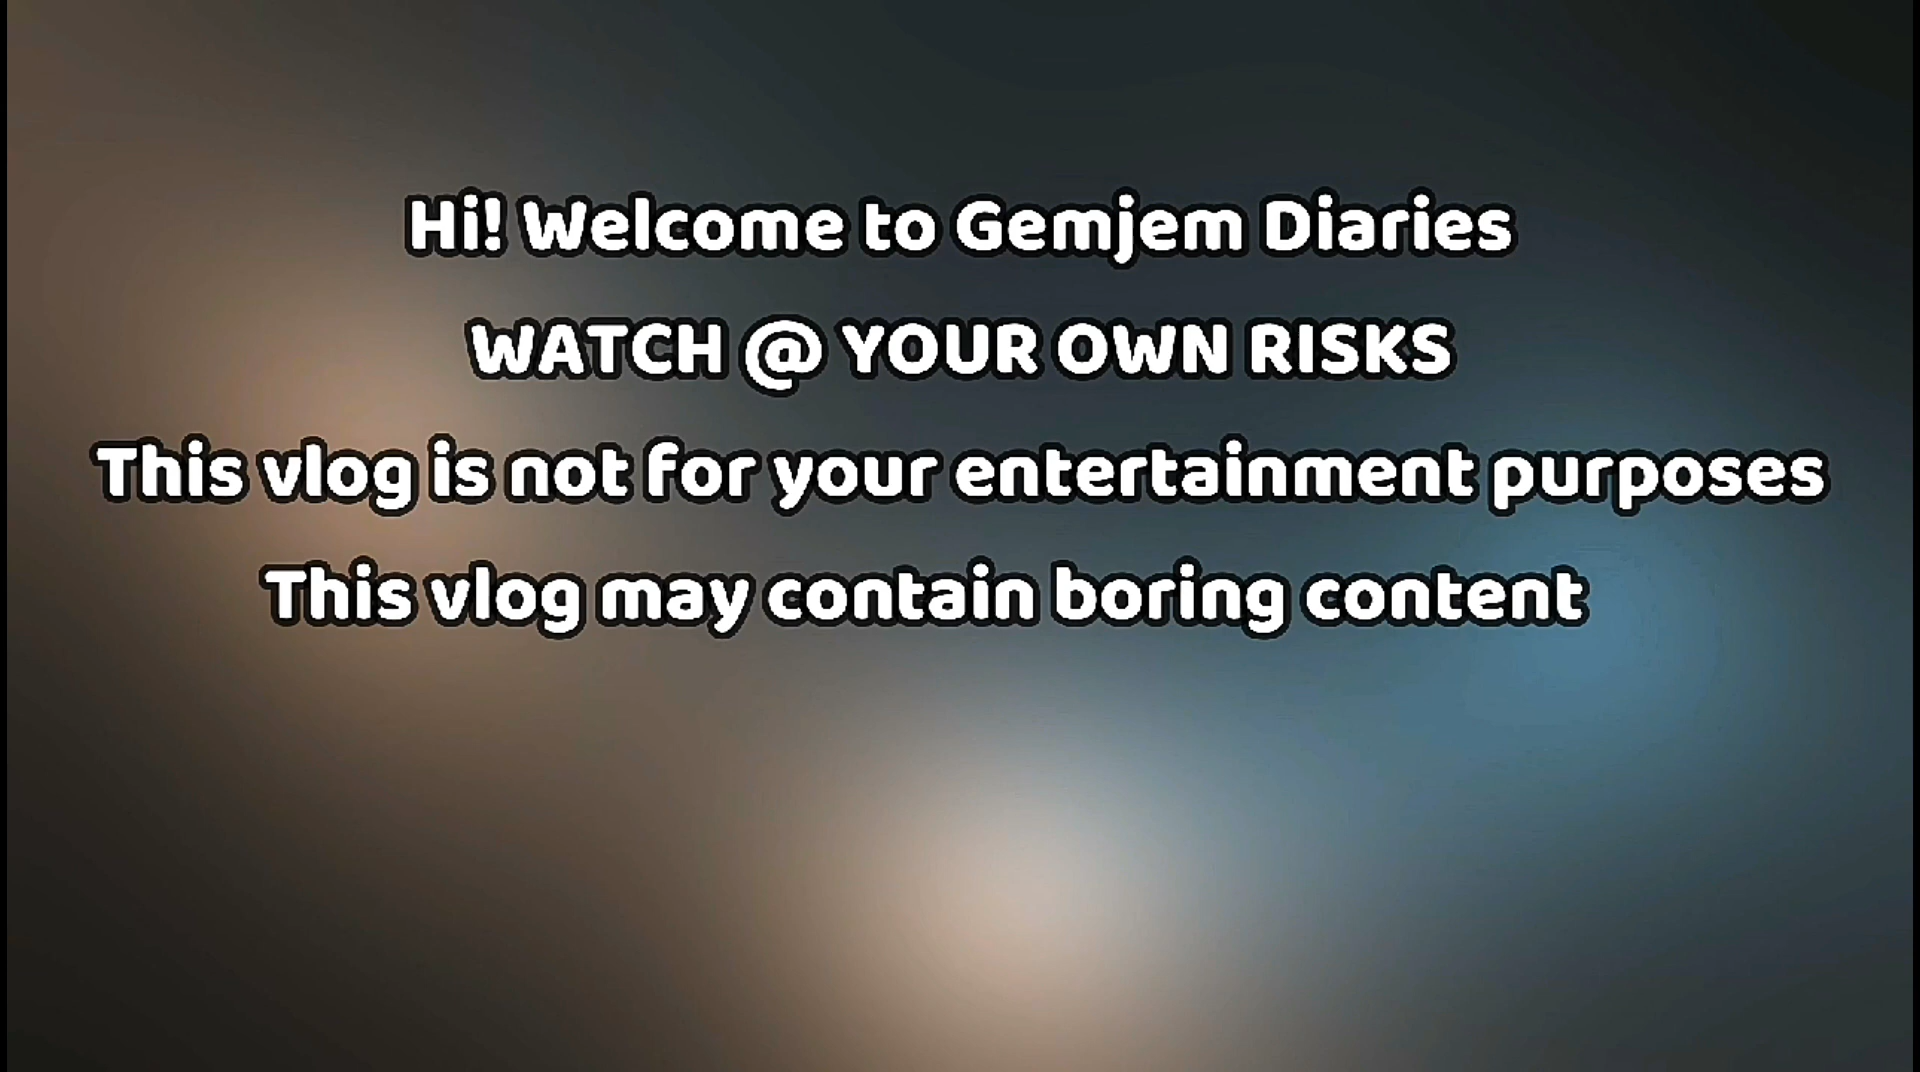 Hi! Welcome to Gemjem Diaries
WATCH @ YOUR OWN RISKS
This vlog is not for your entertainment purposes
This vlog may contain boring content